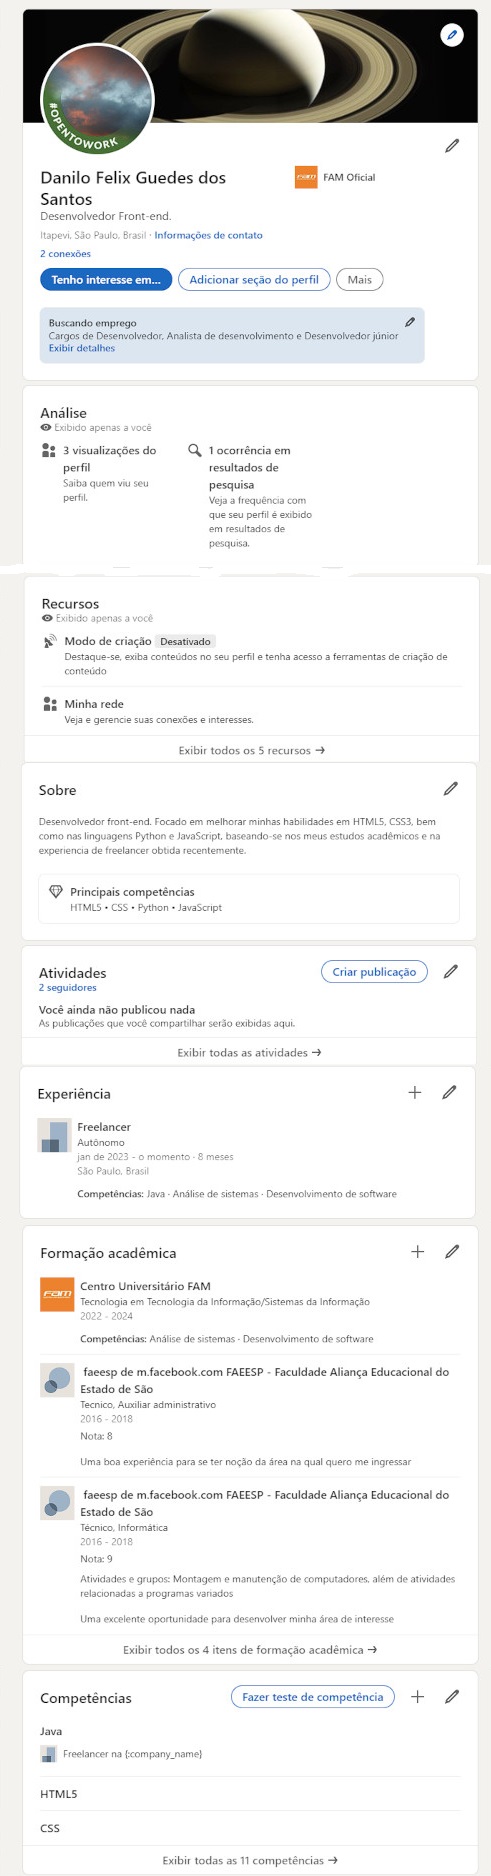 #OPENTOWORK
Danilo Felix Guedes dos
Santos
FAM FAM Oficial
Desenvolvedor Front-end.
Itapevi, São Paulo, Brasil · Informações de contato
2 conexões
Tenho interesse em... Adicionar seção do perfil Mais
Buscando emprego
Cargos de Desenvolvedor, Analista de desenvolvimento e Desenvolvedor júnior
Exibir detalhes
Análise
Exibido apenas a você
3 visualizações do
perfil
Saiba quem viu seu
perfil.
1 ocorrência em
resultados de
pesquisa
Veja a frequência com
que seu perfil é exibido
em resultados de
pesquisa.
Recursos
Exibido apenas a você
Modo de criação Desativado
Destaque-se, exiba conteúdos no seu perfil e tenha acesso a ferramentas de criação de
conteúdo
Minha rede
Veja e gerencie suas conexões e interesses.
Exibir todos os 5 recursos →
Sobre
Desenvolvedor front-end. Focado em melhorar minhas habilidades em HTML5, CSS3, bem
como nas linguagens Python e JavaScript, baseando-se nos meus estudos acadêmicos e na
experiencia de freelancer obtida recentemente.
Principais competências
HTML5 • CSS • Python • JavaScript
Atividades
Criar publicação
2 seguidores
Você ainda não publicou nada
As publicações que você compartilhar serão exibidas aqui.
Exibir todas as atividades →
Experiência
Freelancer
Autônomo
jan de 2023 - o momento · 8 meses
São Paulo, Brasil
Competências: Java · Análise de sistemas · Desenvolvimento de software
Formação acadêmica
FAM
Centro Universitário FAM
Tecnologia em Tecnologia da Informação/Sistemas da Informação
2022 - 2024
Competências: Análise de sistemas · Desenvolvimento de software
faeesp de m.facebook.com FAEESP - Faculdade Aliança Educacional do
Estado de São
Tecnico, Auxiliar administrativo
2016 - 2018
Nota: 8
Uma boa experiência para se ter noção da área na qual quero me ingressar
faeesp de m.facebook.com FAEESP - Faculdade Aliança Educacional do
Estado de São
Técnico, Informática
2016 - 2018
Nota: 9
Atividades e grupos: Montagem e manutenção de computadores, além de atividades
relacionadas a programas variados
Uma excelente oportunidade para desenvolver minha área de interesse
Exibir todos os 4 itens de formação acadêmica →
Competências
Fazer teste de competência
Java
Freelancer na {:company_name}
HTML5
CSS
Exibir todas as 11 competências →